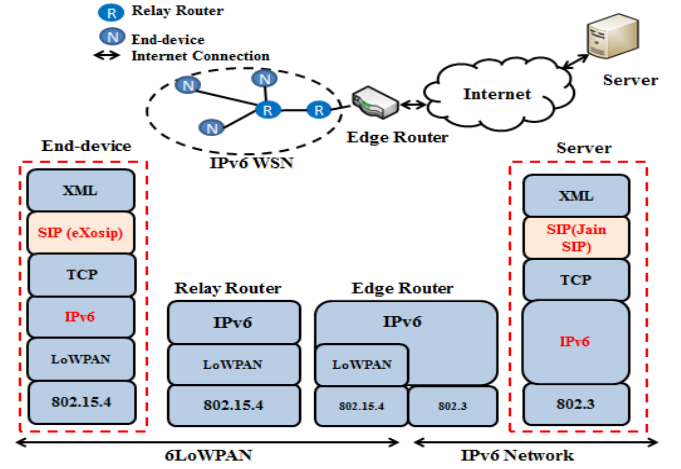 R Relay Router
N End-device
Internet Connection
Server
N
N
Internet
R
R
N
Edge Router
IPv6 WSN
End-device
Server
XML
XML
SIP (eXosip)
SIP(Jain
SIP)
TCP
TCP
Relay Router
Edge Router
IPv6
IPv6
IPv6
IPv6
LoWPAN
LoWPAN
LoWPAN
802.15.4
802.15.4
802.15.4
802.3
802.3
6LoWPAN
IPv6 Network